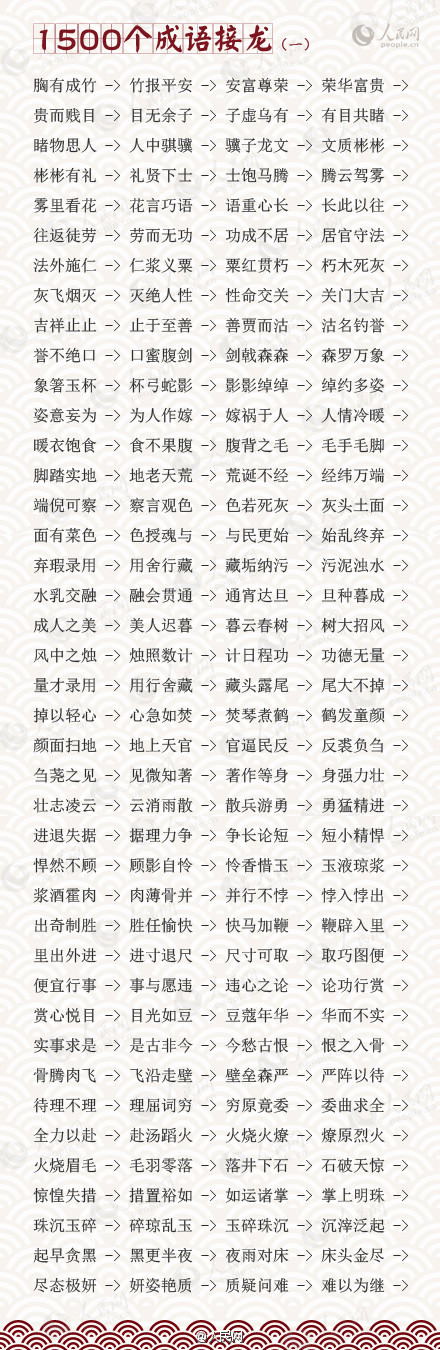 1500个成语接龙（一）
人民网
people.cn
胸有成竹 -> 竹报平安 -> 安富尊荣 -> 荣华富贵 ->
贵而贱目 -> 目无余子 -> 子虚乌有 -> 有目共睹 ->
睹物思人 -> 人中骐骥 -> 骥子龙文 -> 文质彬彬 ->
彬彬有礼 -> 礼贤下士 -> 士饱马腾 -> 腾云驾雾 ->
雾里看花 -> 花言巧语 -> 语重心长 -> 长此以往 ->
往返徒劳 -> 劳而无功 -> 功成不居 -> 居官守法 ->
法外施仁 -> 仁浆义粟 -> 粟红贯朽 -> 朽木死灰 ->
灰飞烟灭 -> 灭绝人性 -> 性命交关 -> 关门大吉 ->
吉祥止止 -> 止于至善 -> 善贾而沽 -> 沽名钓誉 ->
誉不绝口 -> 口蜜腹剑 -> 剑戟森森 -> 森罗万象 ->
象箸玉杯 -> 杯弓蛇影 -> 影影绰绰 -> 绰约多姿 ->
姿意妄为 -> 为人作嫁 -> 嫁祸于人 -> 人情冷暖 ->
暖衣饱食 -> 食不果腹 -> 腹背之毛 -> 毛手毛脚 ->
脚踏实地 -> 地老天荒 -> 荒诞不经 -> 经纬万端 ->
端倪可察 -> 察言观色 -> 色若死灰 -> 灰头土面 ->
面有菜色 -> 色授魂与 -> 与民更始 -> 始乱终弃 ->
弃瑕录用 -> 用舍行藏 -> 藏垢纳污 -> 污泥浊水 ->
水乳交融 -> 融会贯通 -> 通宵达旦 -> 旦种暮成 ->
成人之美 -> 美人迟暮 -> 暮云春树 -> 树大招风 ->
风中之烛 -> 烛照数计 -> 计日程功 -> 功德无量 ->
量才录用 -> 用行舍藏 -> 藏头露尾 -> 尾大不掉 ->
掉以轻心 -> 心急如焚 -> 焚琴煮鹤 -> 鹤发童颜 ->
颜面扫地 -> 地上天官 -> 官逼民反 -> 反裘负刍 ->
刍荛之见 -> 见微知著 -> 著作等身 -> 身强力壮 ->
壮志凌云 -> 云消雨散 -> 散兵游勇 -> 勇猛精进 ->
进退失据 -> 据理力争 -> 争长论短 -> 短小精悍 ->
悍然不顾 -> 顾影自怜 -> 怜香惜玉 -> 玉液琼浆 ->
浆酒霍肉 -> 肉薄骨并 -> 并行不悖 -> 悖入悖出 ->
出奇制胜 -> 胜任愉快 -> 快马加鞭 -> 鞭辟入里 ->
里出外进 -> 进寸退尺 -> 尺寸可取 -> 取巧图便 ->
便宜行事 -> 事与愿违 -> 违心之论 -> 论功行赏 ->
赏心悦目 -> 目光如豆 -> 豆蔻年华 -> 华而不实 ->
实事求是 -> 是古非今 -> 今愁古恨 -> 恨之入骨 ->
骨腾肉飞 -> 飞沿走壁 -> 壁垒森严 -> 严阵以待 ->
待理不理 -> 理屈词穷 -> 穷原竟委 -> 委曲求全 ->
全力以赴 -> 赴汤蹈火 -> 火烧火燎 -> 燎原烈火 ->
火烧眉毛 -> 毛羽零落 -> 落井下石 -> 石破天惊 ->
惊惶失措 -> 措置裕如 -> 如运诸掌 -> 掌上明珠 ->
珠沉玉碎 -> 碎琼乱玉 -> 玉碎珠沉 -> 沉滓泛起 ->
起早贪黑 -> 黑更半夜 -> 夜雨对床 -> 床头金尽 ->
尽态极妍 -> 妍姿艳质 -> 质疑问难 -> 难以为继 ->
@人民网